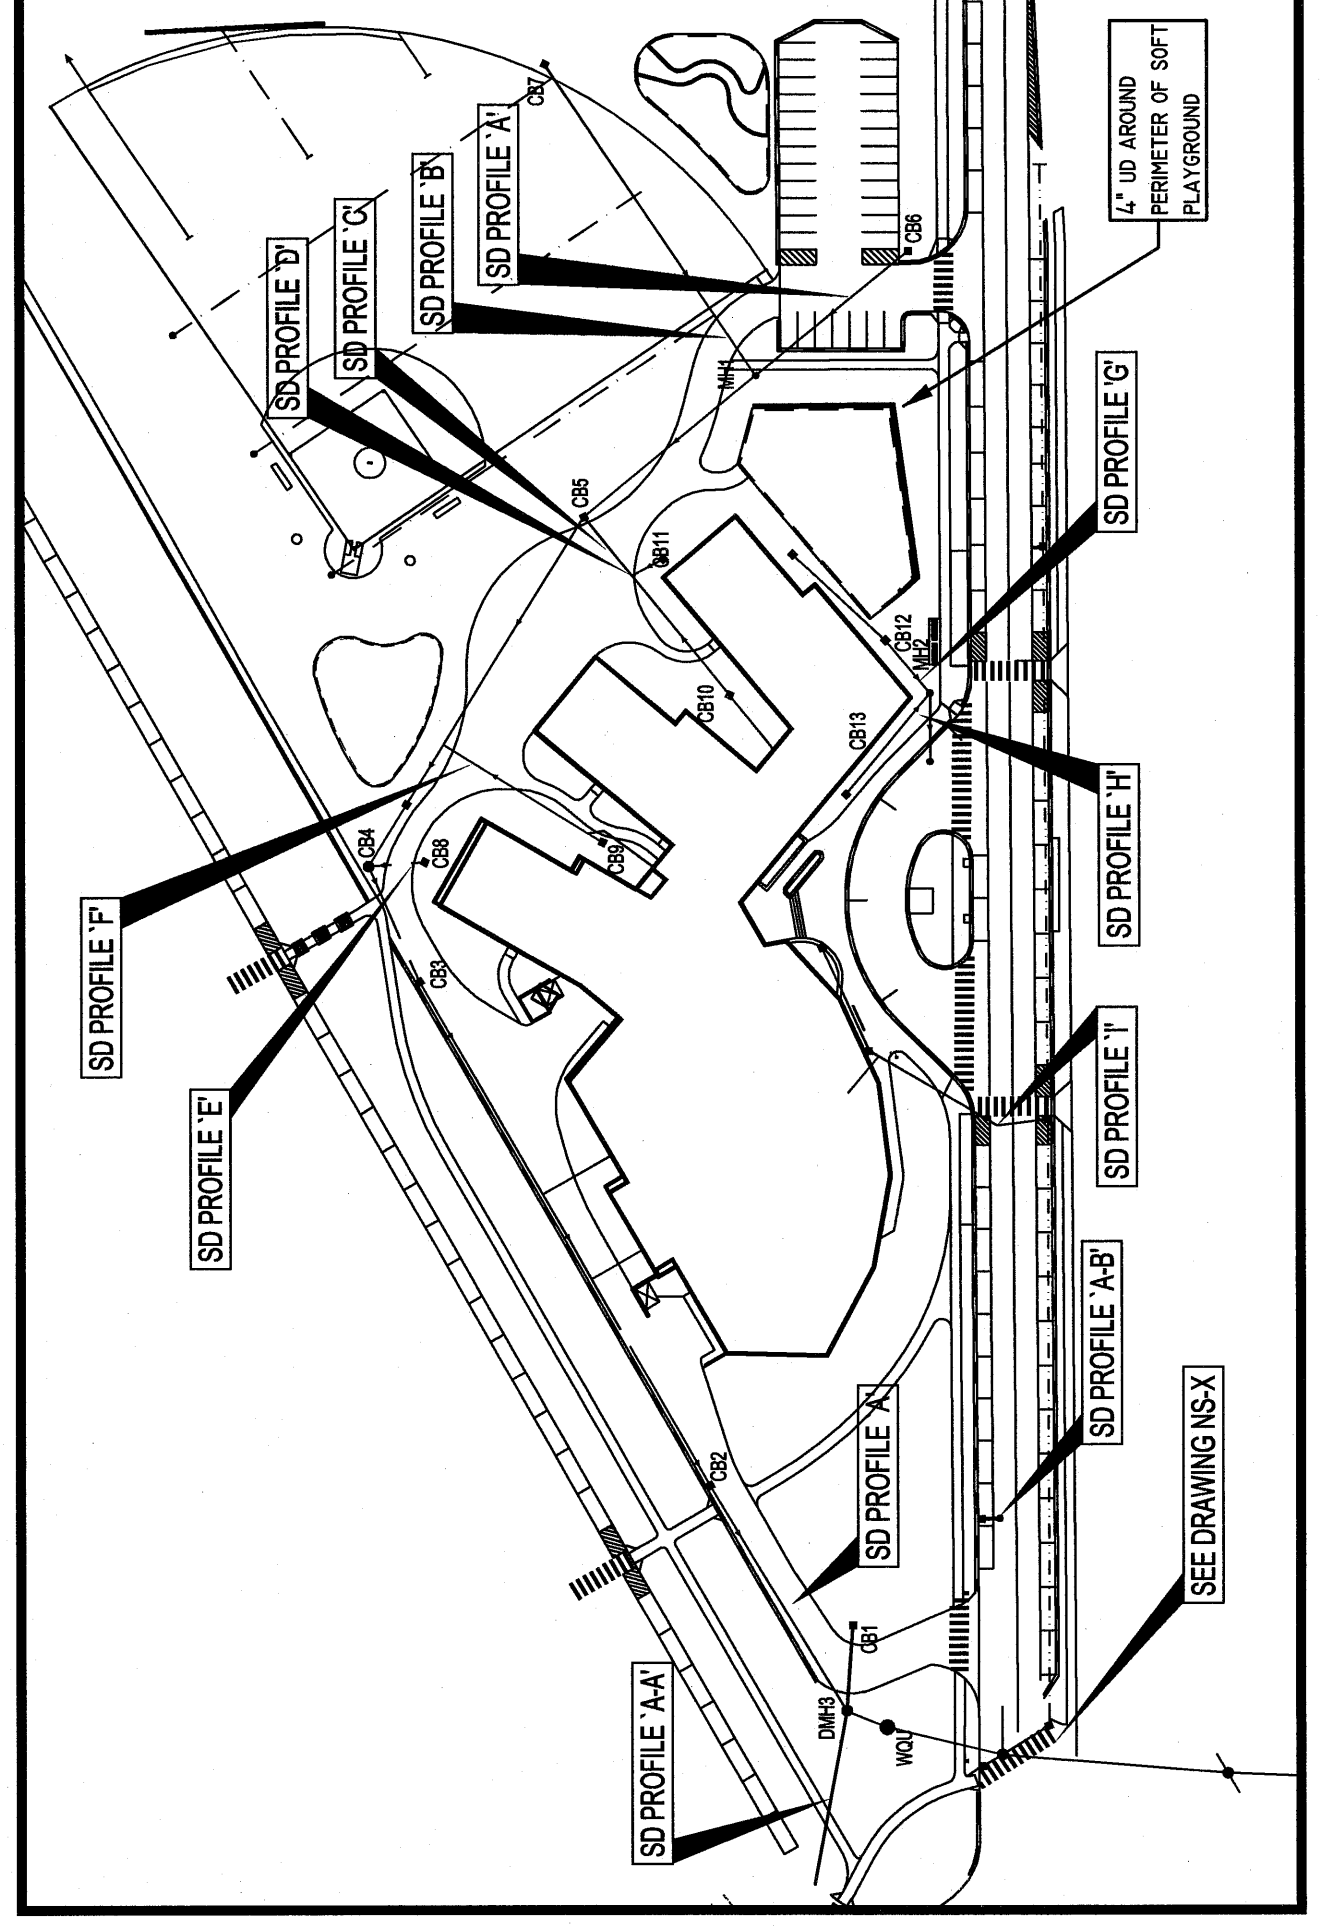 SD PROFILE `D'
SD PROFILE `C'
SD PROFILE `B'
SD PROFILE `A'
CB7
4" UD AROUND
PERIMETER OF SOFT
PLAYGROUND
CB6
MH1
CB5
CB11
SD PROFILE 'G'
CB12
MH2
CB10
CB13
SD PROFILE `H'
SD PROFILE `F'
CB4
CB8
CB9
CB3
SD PROFILE `E'
SD PROFILE `I'
SD PROFILE `A-B'
SD PROFILE `A'
CB2
SEE DRAWING NS-X
CB1
DMH3
WQU
SD PROFILE `A-A'